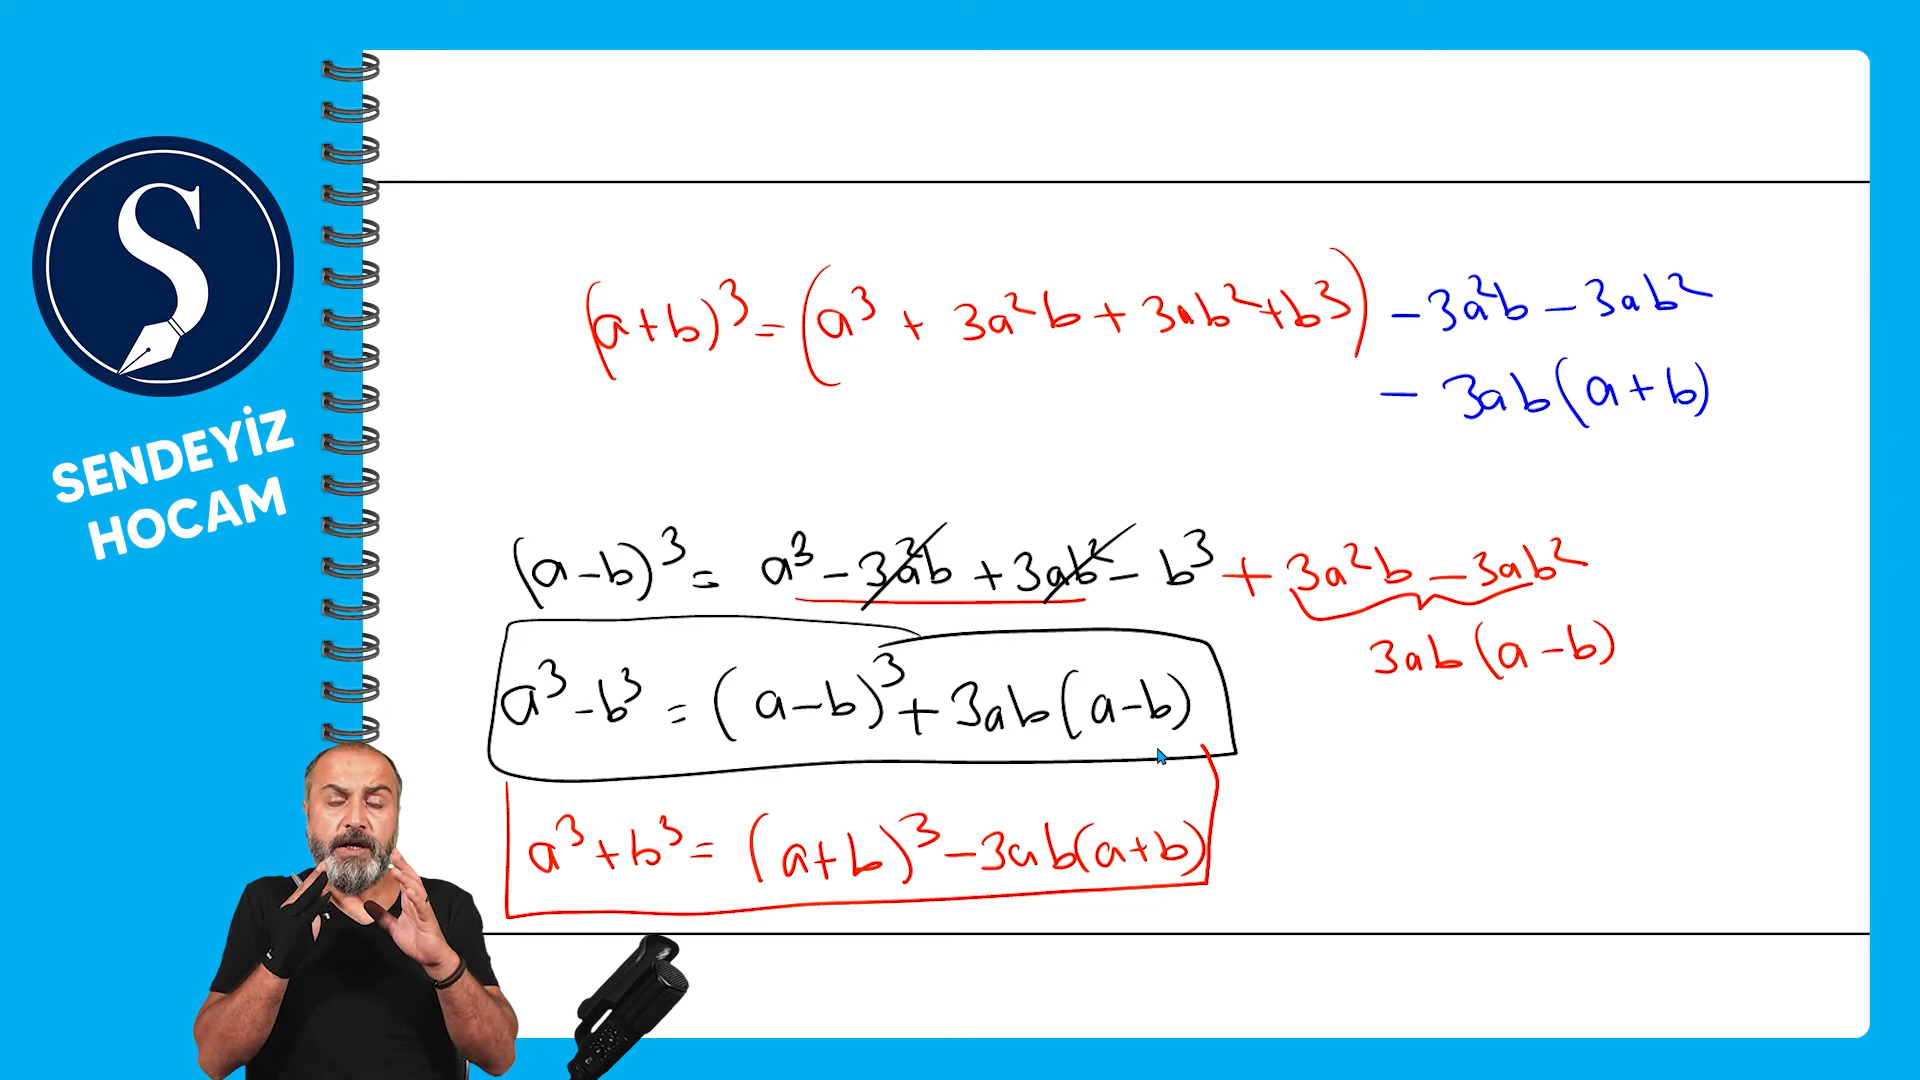 S
SENDEYİZ
HOCAM
(a+b)³ = (a³ + 3a²b + 3ab² + b³) − 3a²b − 3ab²
− 3ab(a+b)
(a−b)³ = a³ − 3a²b + 3ab² − b³ + 3a²b − 3ab²
3ab(a−b)
a³ − b³ = (a−b)³ + 3ab(a−b)
a³ + b³ = (a+b)³ − 3ab(a+b)